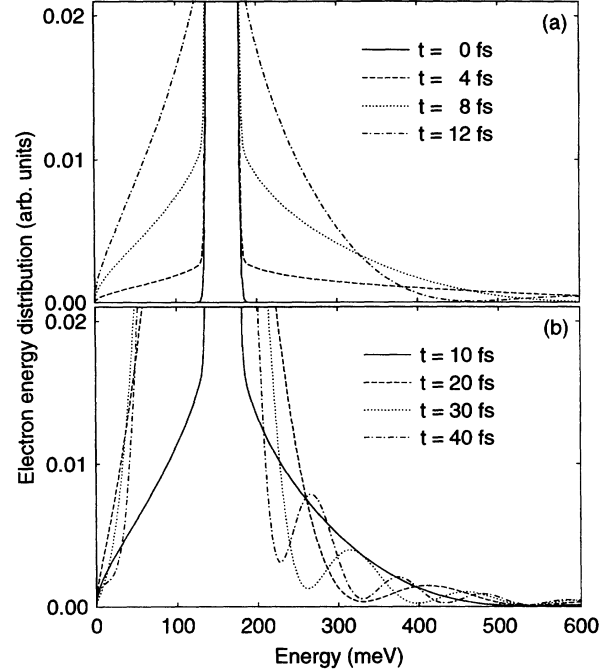 0.02
(a)
t = 0 fs
t = 4 fs
t = 8 fs
t = 12 fs
0.01
0.00
0.02
(b)
t = 10 fs
t = 20 fs
t = 30 fs
t = 40 fs
0.01
0.00
0 100 200 300 400 500 600
Energy (meV)
Electron energy distribution (arb. units)